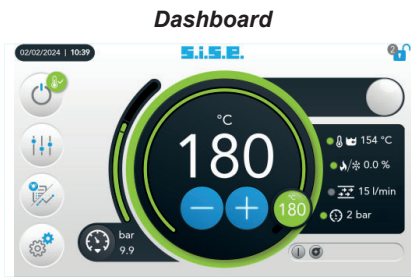 Dashboard
02/02/2024 | 10:39
s.i.s.e.
2
°C
180
°C
180
154 °C
0.0 %
15 l/min
2 bar
bar
9.9